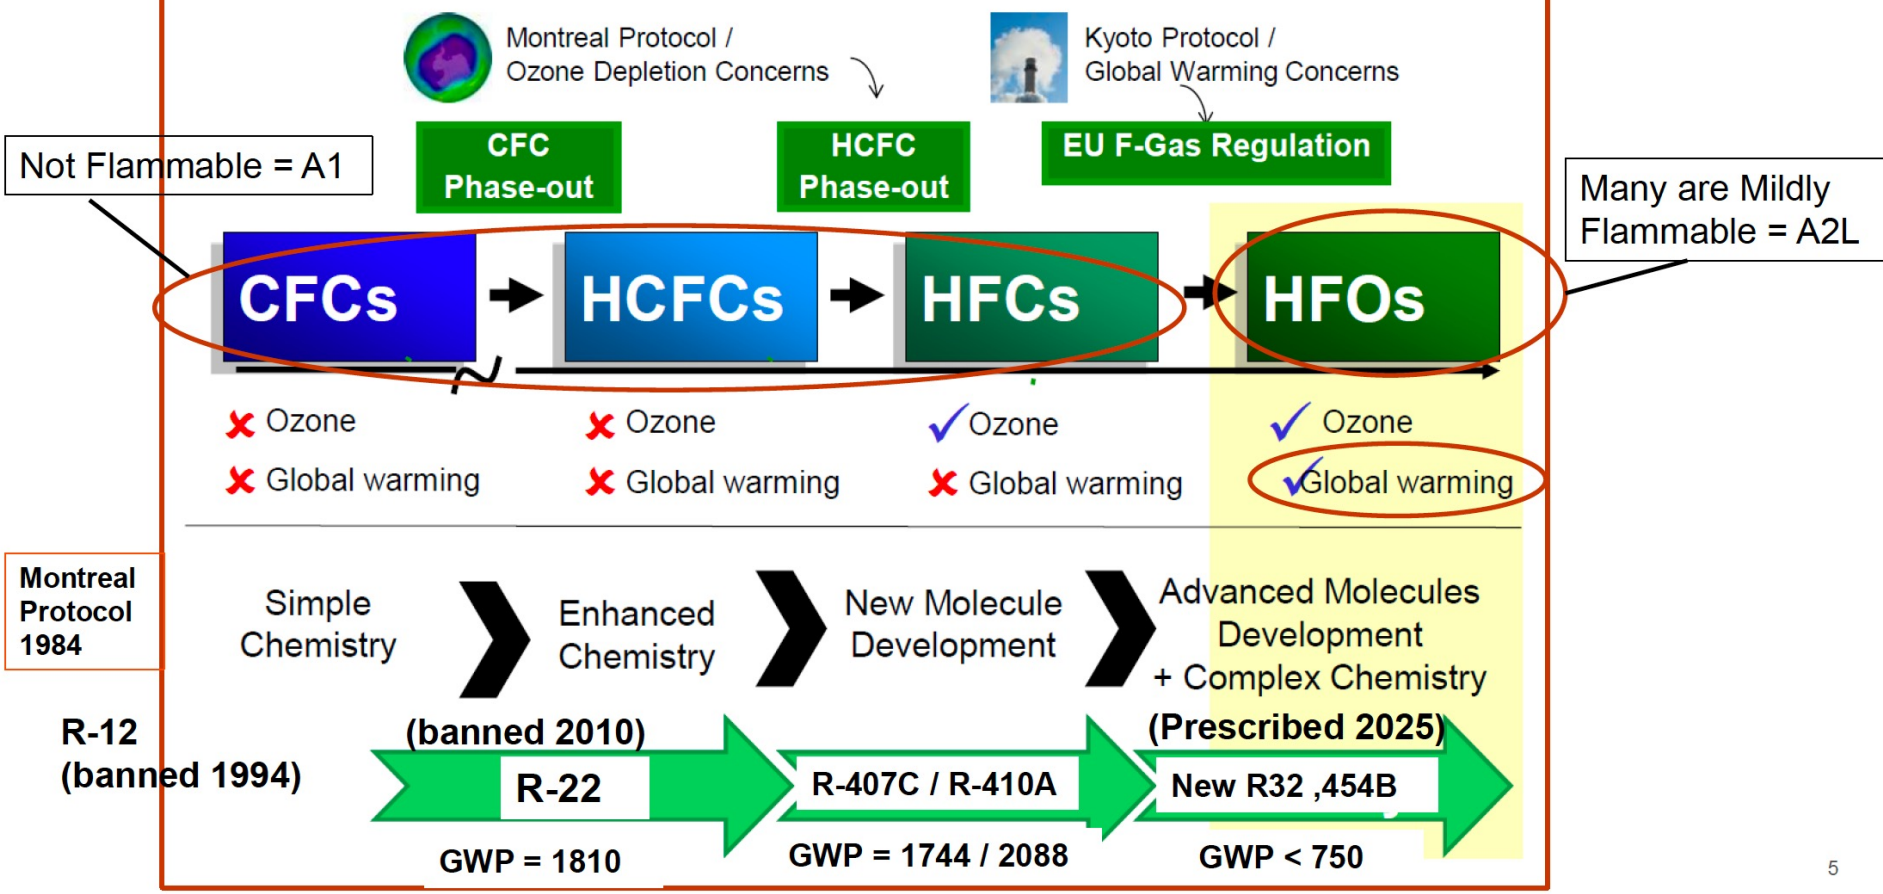 Montreal Protocol /
Ozone Depletion Concerns
Kyoto Protocol /
Global Warming Concerns
CFC
Phase-out
HCFC
Phase-out
EU F-Gas Regulation
Not Flammable = A1
Many are Mildly
Flammable = A2L
CFCs
HCFCs
HFCs
HFOs
Ozone
Global warming
Ozone
Global warming
Ozone
Global warming
Ozone
Global warming
Montreal
Protocol
1984
Simple
Chemistry
Enhanced
Chemistry
New Molecule
Development
Advanced Molecules
Development
+ Complex Chemistry
R-12
(banned 1994)
(banned 2010)
R-22
GWP = 1810
R-407C / R-410A
GWP = 1744 / 2088
(Prescribed 2025)
New R32 ,454B
GWP < 750
5